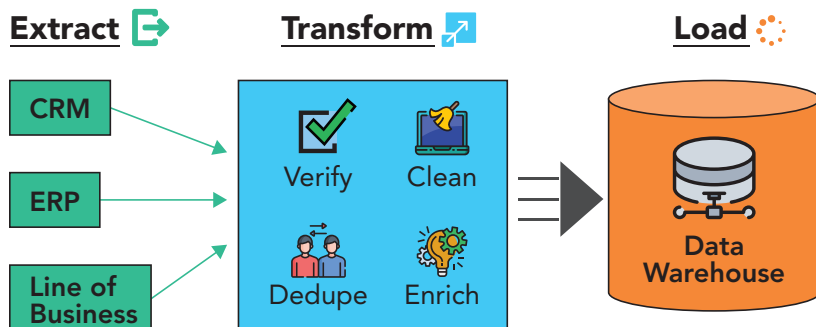 Extract
Transform
Load
CRM
ERP
Line of
Business
Verify
Clean
Dedupe
Enrich
Data
Warehouse